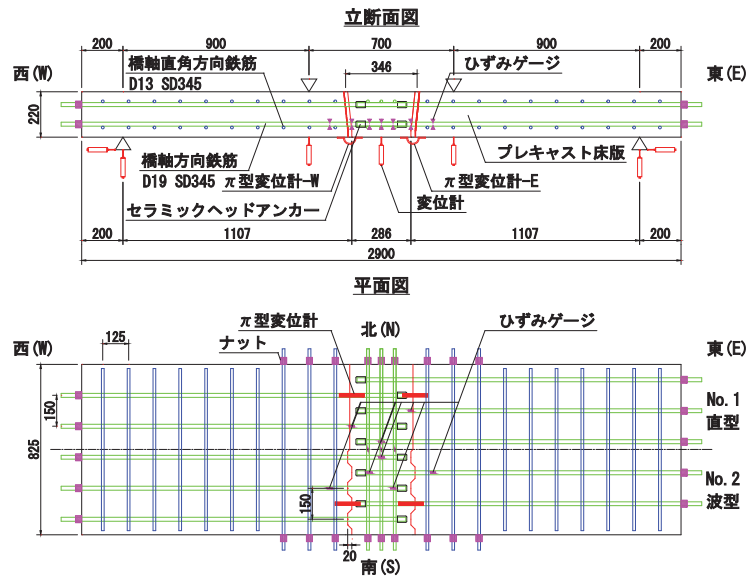 立断面図
200
900
700
900
200
西(W)
橋軸直角方向鉄筋
D13 SD345
346
ひずみゲージ
東(E)
220
橋軸方向鉄筋
D19 SD345
π型変位計-W
プレキャスト床版
π型変位計-E
セラミックヘッドアンカー
変位計
200
1107
286
1107
200
2900
平面図
西(W)
125
π型変位計
ナット
北(N)
ひずみゲージ
東(E)
150
825
No.1
直型
No.2
波型
150
20
南(S)